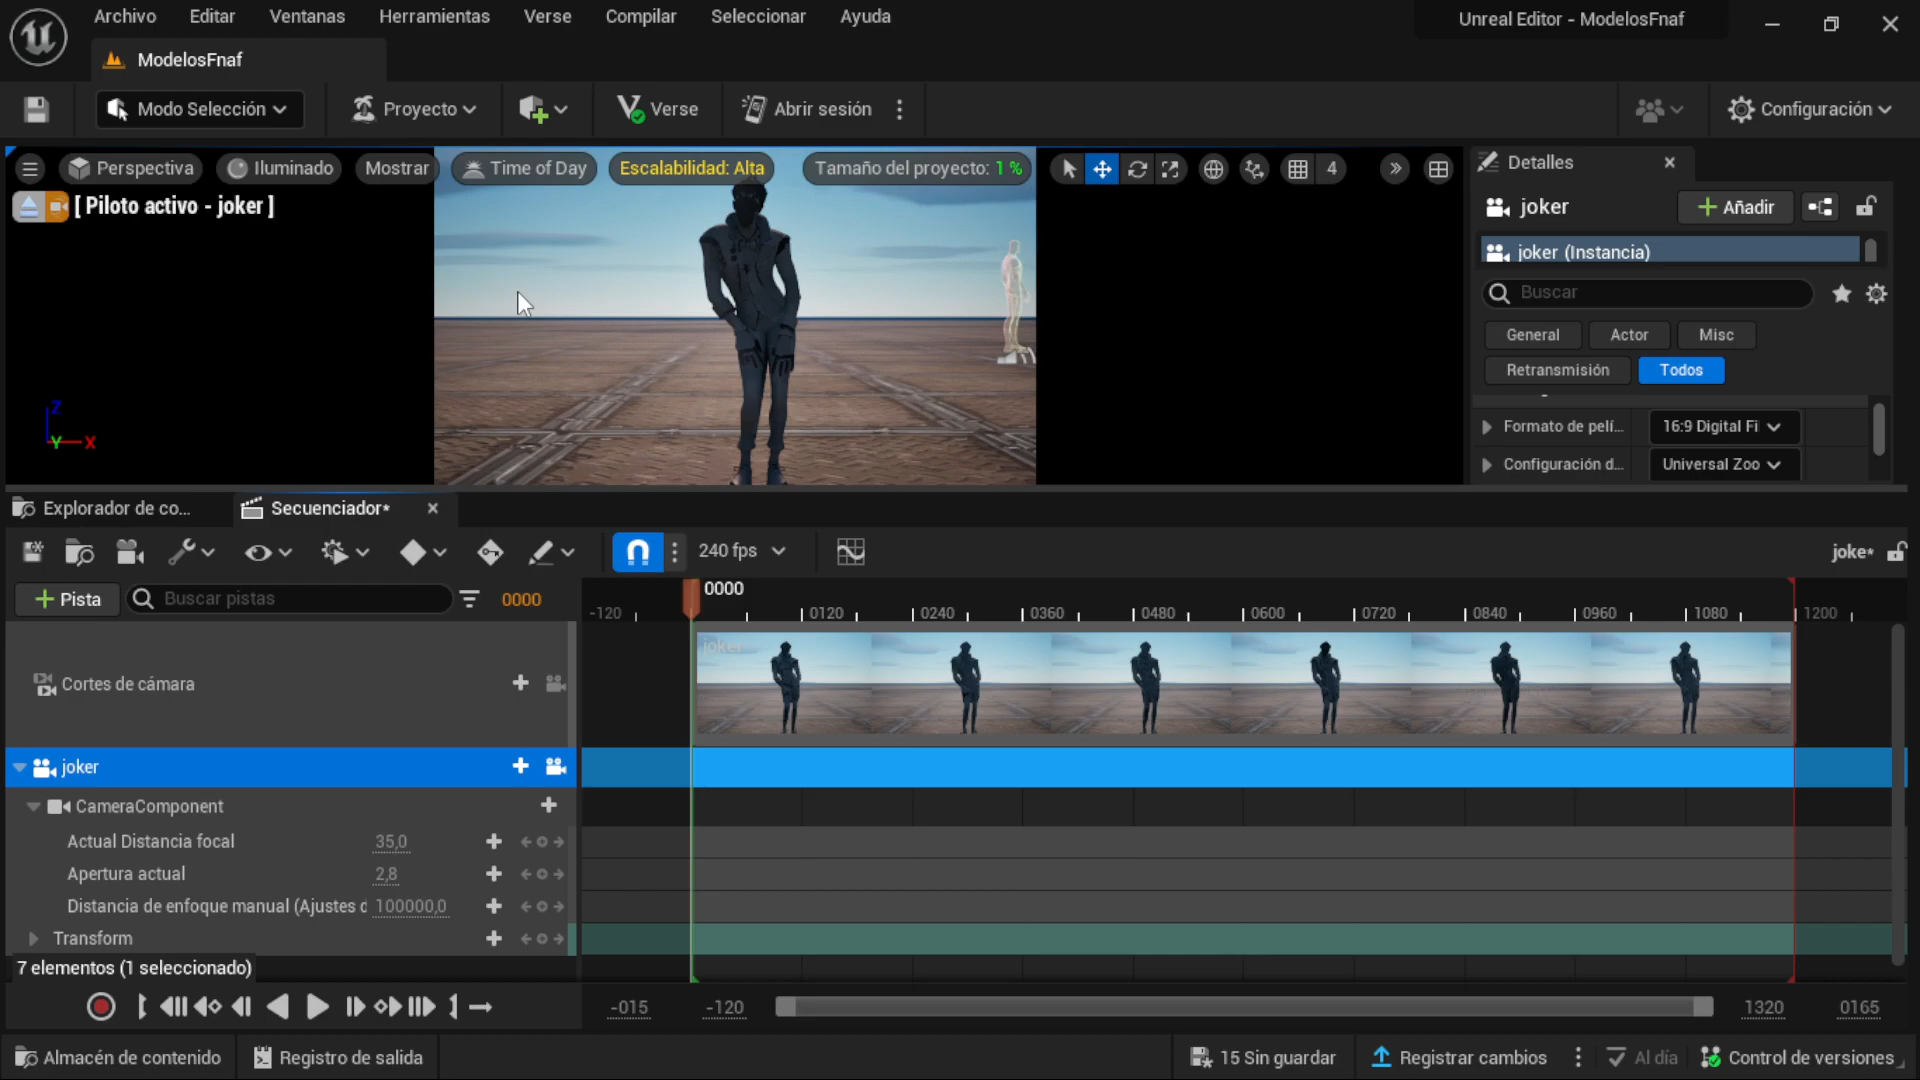 Archivo Editar Ventanas Herramientas Verse Compilar Seleccionar Ayuda
Unreal Editor - ModelosFnaf
ModelosFnaf
Modo Selección Proyecto Verse Abrir sesión Configuración
Perspectiva Iluminado Mostrar Time of Day Escalabilidad: Alta Tamaño del proyecto: 1 % 4
[ Piloto activo - joker ]
Z
Y X
Detalles
joker Añadir
joker (Instancia)
Buscar
General Actor Misc
Retransmisión Todos
Formato de pelí... 16:9 Digital Fi
Configuración d... Universal Zoo
Explorador de co... Secuenciador*
240 fps joke*
Pista Buscar pistas 0000
0000
-120 0120 0240 0360 0480 0600 0720 0840 0960 1080 1200
joker
Cortes de cámara
joker
CameraComponent
Actual Distancia focal 35,0
Apertura actual 2,8
Distancia de enfoque manual (Ajustes d 100000,0
Transform
7 elementos (1 seleccionado)
-015 -120 1320 0165
Almacén de contenido Registro de salida 15 Sin guardar Registrar cambios Al día Control de versiones